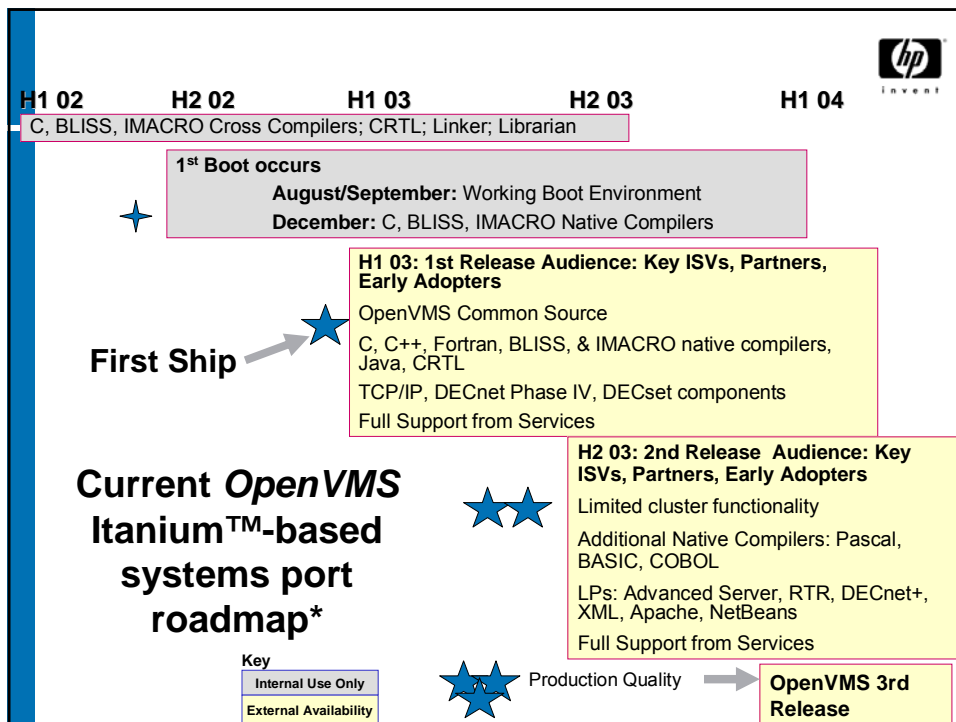 hp
invent
H1 02 H2 02 H1 03 H2 03 H1 04
C, BLISS, IMACRO Cross Compilers; CRTL; Linker; Librarian
1st Boot occurs
August/September: Working Boot Environment
December: C, BLISS, IMACRO Native Compilers
H1 03: 1st Release Audience: Key ISVs, Partners,
Early Adopters
OpenVMS Common Source
C, C++, Fortran, BLISS, & IMACRO native compilers,
Java, CRTL
TCP/IP, DECnet Phase IV, DECset components
Full Support from Services
First Ship
H2 03: 2nd Release Audience: Key
ISVs, Partners, Early Adopters
Limited cluster functionality
Additional Native Compilers: Pascal,
BASIC, COBOL
LPs: Advanced Server, RTR, DECnet+,
XML, Apache, NetBeans
Full Support from Services
Current OpenVMS
Itanium™-based
systems port
roadmap*
Key
Internal Use Only
External Availability
Production Quality
OpenVMS 3rd
Release